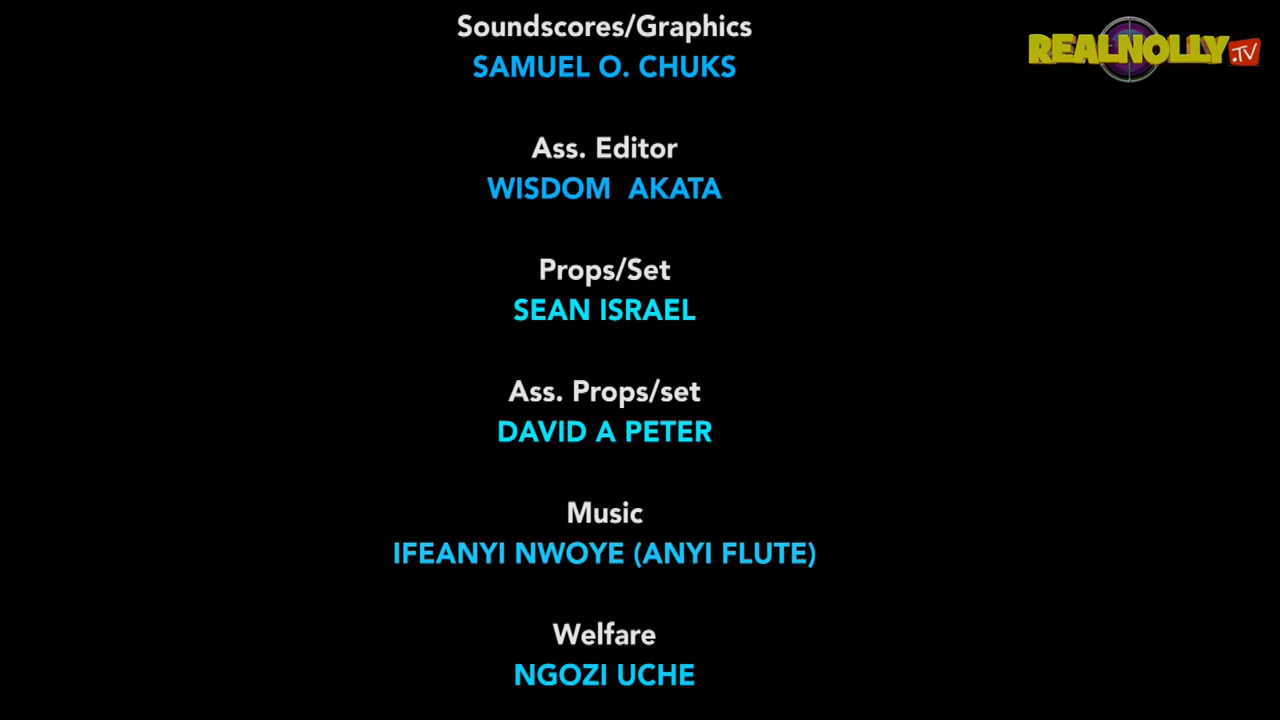 Soundscores/Graphics
SAMUEL O. CHUKS
REALNOLLY.TV
Ass. Editor
WISDOM AKATA
Props/Set
SEAN ISRAEL
Ass. Props/set
DAVID A PETER
Music
IFEANYI NWOYE (ANYI FLUTE)
Welfare
NGOZI UCHE